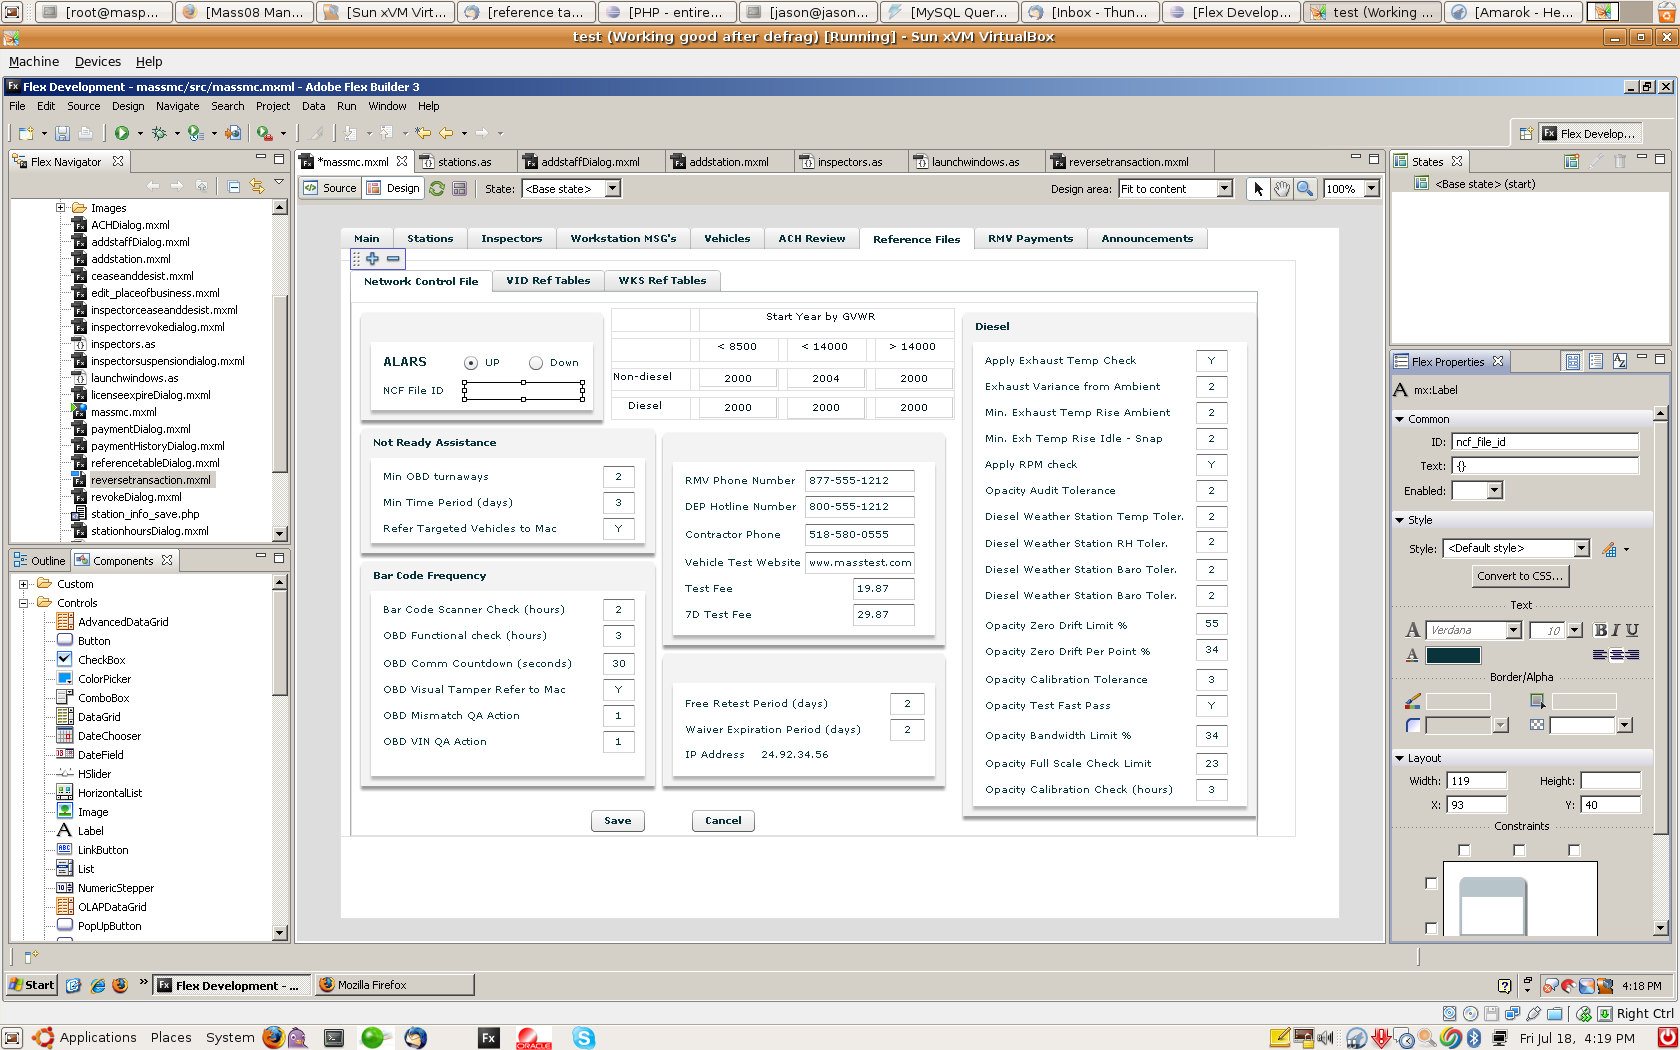 [root@masp...
[Mass08 Man...
[Sun xVM Virt...
[reference ta...
[PHP - entire...
[jason@jason...
[MySQL Quer...
[Inbox - Thun...
[Flex Develop...
test (Working ...
[Amarok - He...
test (Working good after defrag) [Running] - Sun xVM VirtualBox
Machine Devices Help
Flex Development - massmc/src/massmc.mxml - Adobe Flex Builder 3
File Edit Source Design Navigate Search Project Data Run Window Help
Flex Develop...
Flex Navigator
Images
ACHDialog.mxml
addstaffDialog.mxml
addstation.mxml
ceaseanddesist.mxml
edit_placeofbusiness.mxml
inspectorceaseanddesist.mxml
inspectorrevokedialog.mxml
inspectors.as
inspectorsuspensiondialog.mxml
launchwindows.as
licenseexpireDialog.mxml
massmc.mxml
paymentDialog.mxml
paymentHistoryDialog.mxml
referencetableDialog.mxml
reversetransaction.mxml
revokeDialog.mxml
station_info_save.php
stationhoursDialog.mxml
Outline Components
Custom
Controls
AdvancedDataGrid
Button
CheckBox
ColorPicker
ComboBox
DataGrid
DateChooser
DateField
HSlider
HorizontalList
Image
Label
LinkButton
List
NumericStepper
OLAPDataGrid
PopUpButton
*massmc.mxml stations.as addstaffDialog.mxml addstation.mxml inspectors.as launchwindows.as reversetransaction.mxml
Source Design State: <Base state> Design area: Fit to content 100%
Main Stations Inspectors Workstation MSG's Vehicles ACH Review Reference Files RMV Payments Announcements
Network Control File VID Ref Tables WKS Ref Tables
ALARS UP Down
NCF File ID
Start Year by GVWR
< 8500 < 14000 > 14000
Non-diesel 2000 2004 2000
Diesel 2000 2000 2000
Not Ready Assistance
Min OBD turnaways 2
Min Time Period (days) 3
Refer Targeted Vehicles to Mac Y
Bar Code Frequency
Bar Code Scanner Check (hours) 2
OBD Functional check (hours) 3
OBD Comm Countdown (seconds) 30
OBD Visual Tamper Refer to Mac Y
OBD Mismatch QA Action 1
OBD VIN QA Action 1
RMV Phone Number 877-555-1212
DEP Hotline Number 800-555-1212
Contractor Phone 518-580-0555
Vehicle Test Website www.masstest.com
Test Fee 19.87
7D Test Fee 29.87
Free Retest Period (days) 2
Waiver Expiration Period (days) 2
IP Address 24.92.34.56
Save Cancel
Diesel
Apply Exhaust Temp Check Y
Exhaust Variance from Ambient 2
Min. Exhaust Temp Rise Ambient 2
Min. Exh Temp Rise Idle - Snap 2
Apply RPM check Y
Opacity Audit Tolerance 2
Diesel Weather Station Temp Toler. 2
Diesel Weather Station RH Toler. 2
Diesel Weather Station Baro Toler. 2
Diesel Weather Station Baro Toler. 2
Opacity Zero Drift Limit % 55
Opacity Zero Drift Per Point % 34
Opacity Calibration Tolerance 3
Opacity Test Fast Pass Y
Opacity Bandwidth Limit % 34
Opacity Full Scale Check Limit 23
Opacity Calibration Check (hours) 3
States
<Base state> (start)
Flex Properties
mx:Label
Common
ID: ncf_file_id
Text: {}
Enabled:
Style
Style: <Default style>
Convert to CSS...
Text
Verdana 10
B I U
Border/Alpha
Layout
Width: 119 Height:
X: 93 Y: 40
Constraints
Start Flex Development - ... Mozilla Firefox 4:18 PM
Right Ctrl
Applications Places System Fx ORACLE Fri Jul 18, 4:19 PM